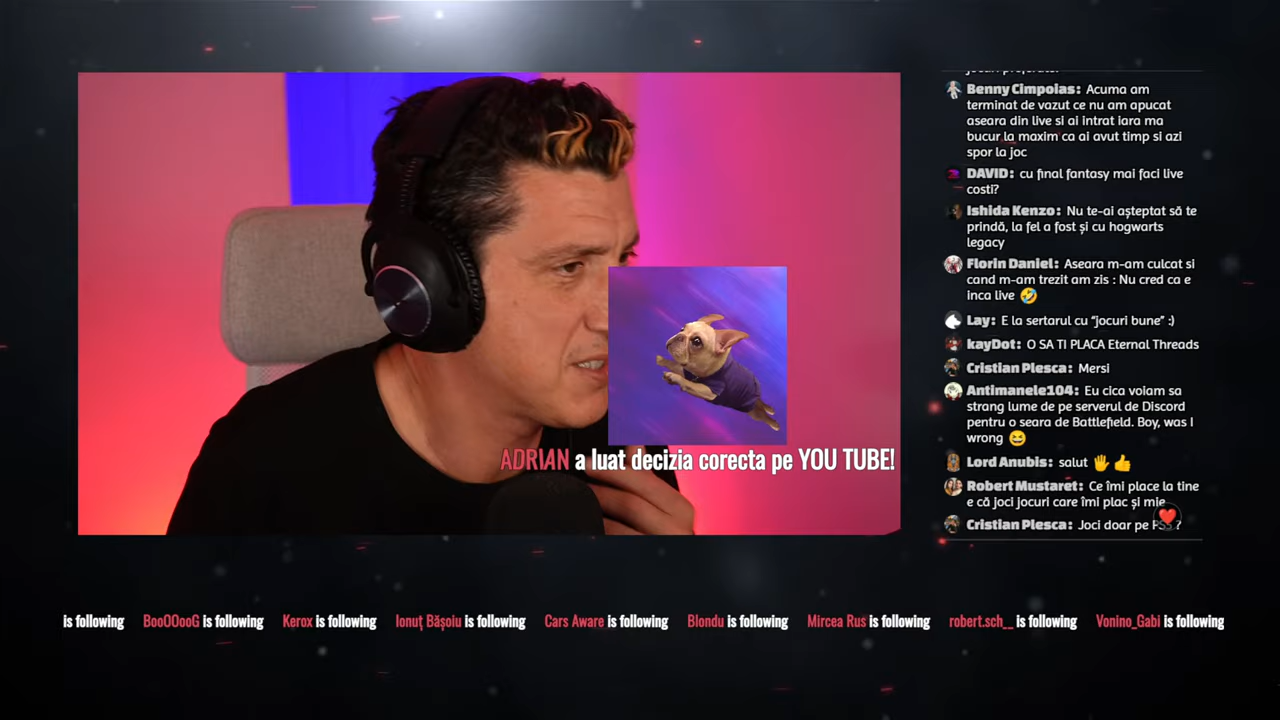 ADRIAN a luat decizia corecta pe YOU TUBE!
jocuri preferate.
Benny Cimpoias: Acuma am
terminat de vazut ce nu am apucat
aseara din live si ai intrat iara ma
bucur la maxim ca ai avut timp si azi
spor la joc
DAVID: cu final fantasy mai faci live
costi?
Ishida Kenzo: Nu te-ai așteptat să te
prindă, la fel a fost și cu hogwarts
legacy
Florin Daniel: Aseara m-am culcat si
cand m-am trezit am zis : Nu cred ca e
inca live 🤣
Lay: E la sertarul cu “jocuri bune” :)
kayDot: O SA TI PLACA Eternal Threads
Cristian Plesca: Mersi
Antimanele104: Eu cica voiam sa
strang lume de pe serverul de Discord
pentru o seara de Battlefield. Boy, was I
wrong 😆
Lord Anubis: salut 🖐👍
Robert Mustaret: Ce îmi place la tine
e că joci jocuri care îmi plac și mie
Cristian Plesca: Joci doar pe ?
is following BooOOooG is following Kerox is following Ionuț Bășoiu is following Cars Aware is following Blondu is following Mircea Rus is following robert.sch__ is following Vonino_Gabi is following